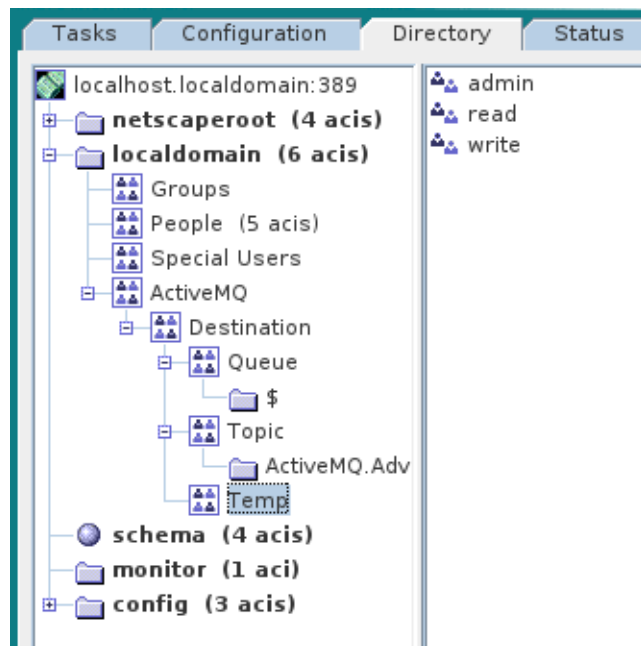 Tasks
Configuration
Directory
Status
localhost.localdomain:389
netscaperoot (4 acis)
localdomain (6 acis)
Groups
People (5 acis)
Special Users
ActiveMQ
Destination
Queue
$
Topic
ActiveMQ.Adv
Temp
schema (4 acis)
monitor (1 aci)
config (3 acis)
admin
read
write